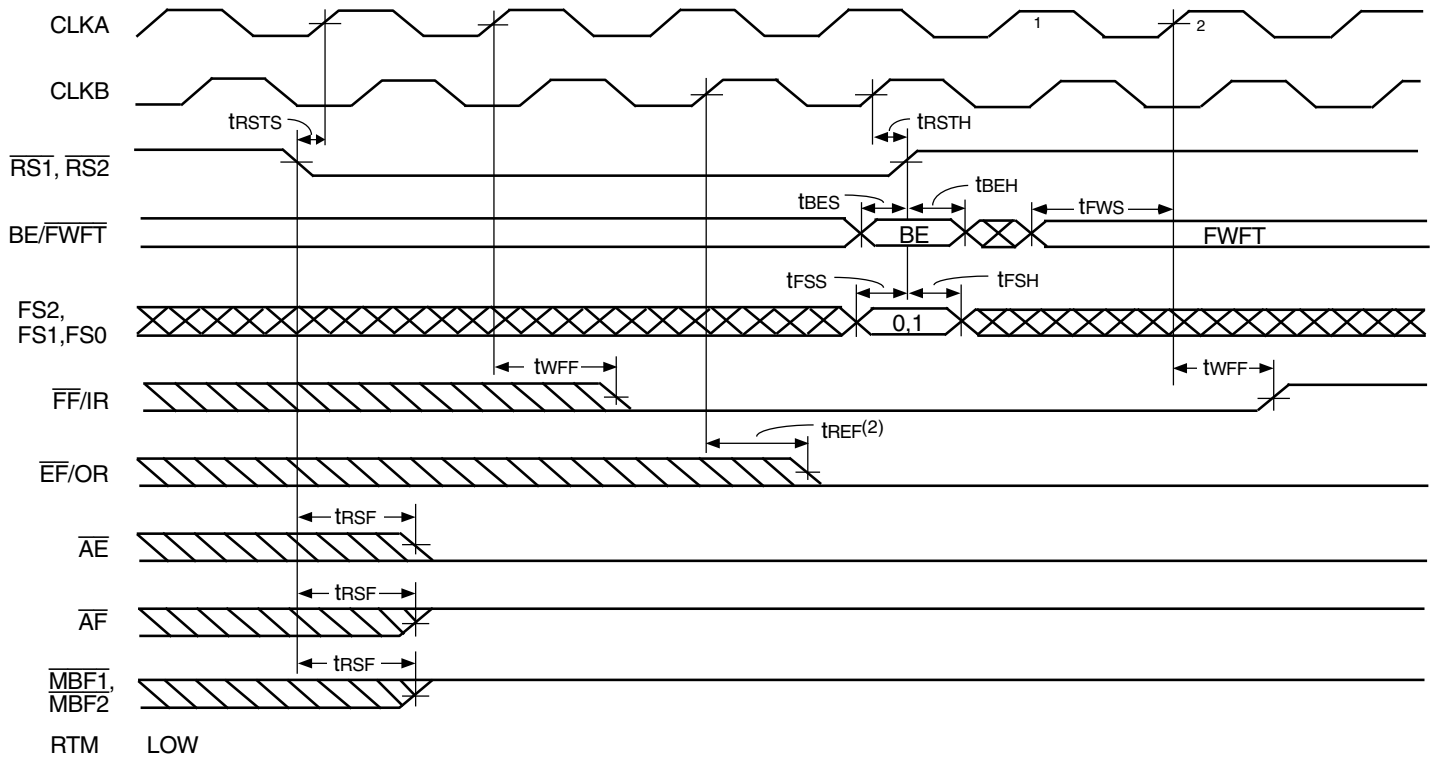 CLKA
1
2
CLKB
tRSTS
tRSTH
RS1, RS2
tBES
tBEH
tFWS
BE/FWFT
BE
FWFT
tFSS
tFSH
FS2,
FS1,FS0
0,1
tWFF
tWFF
FF/IR
tREF(2)
EF/OR
tRSF
AE
tRSF
AF
tRSF
MBF1,
MBF2
RTM LOW